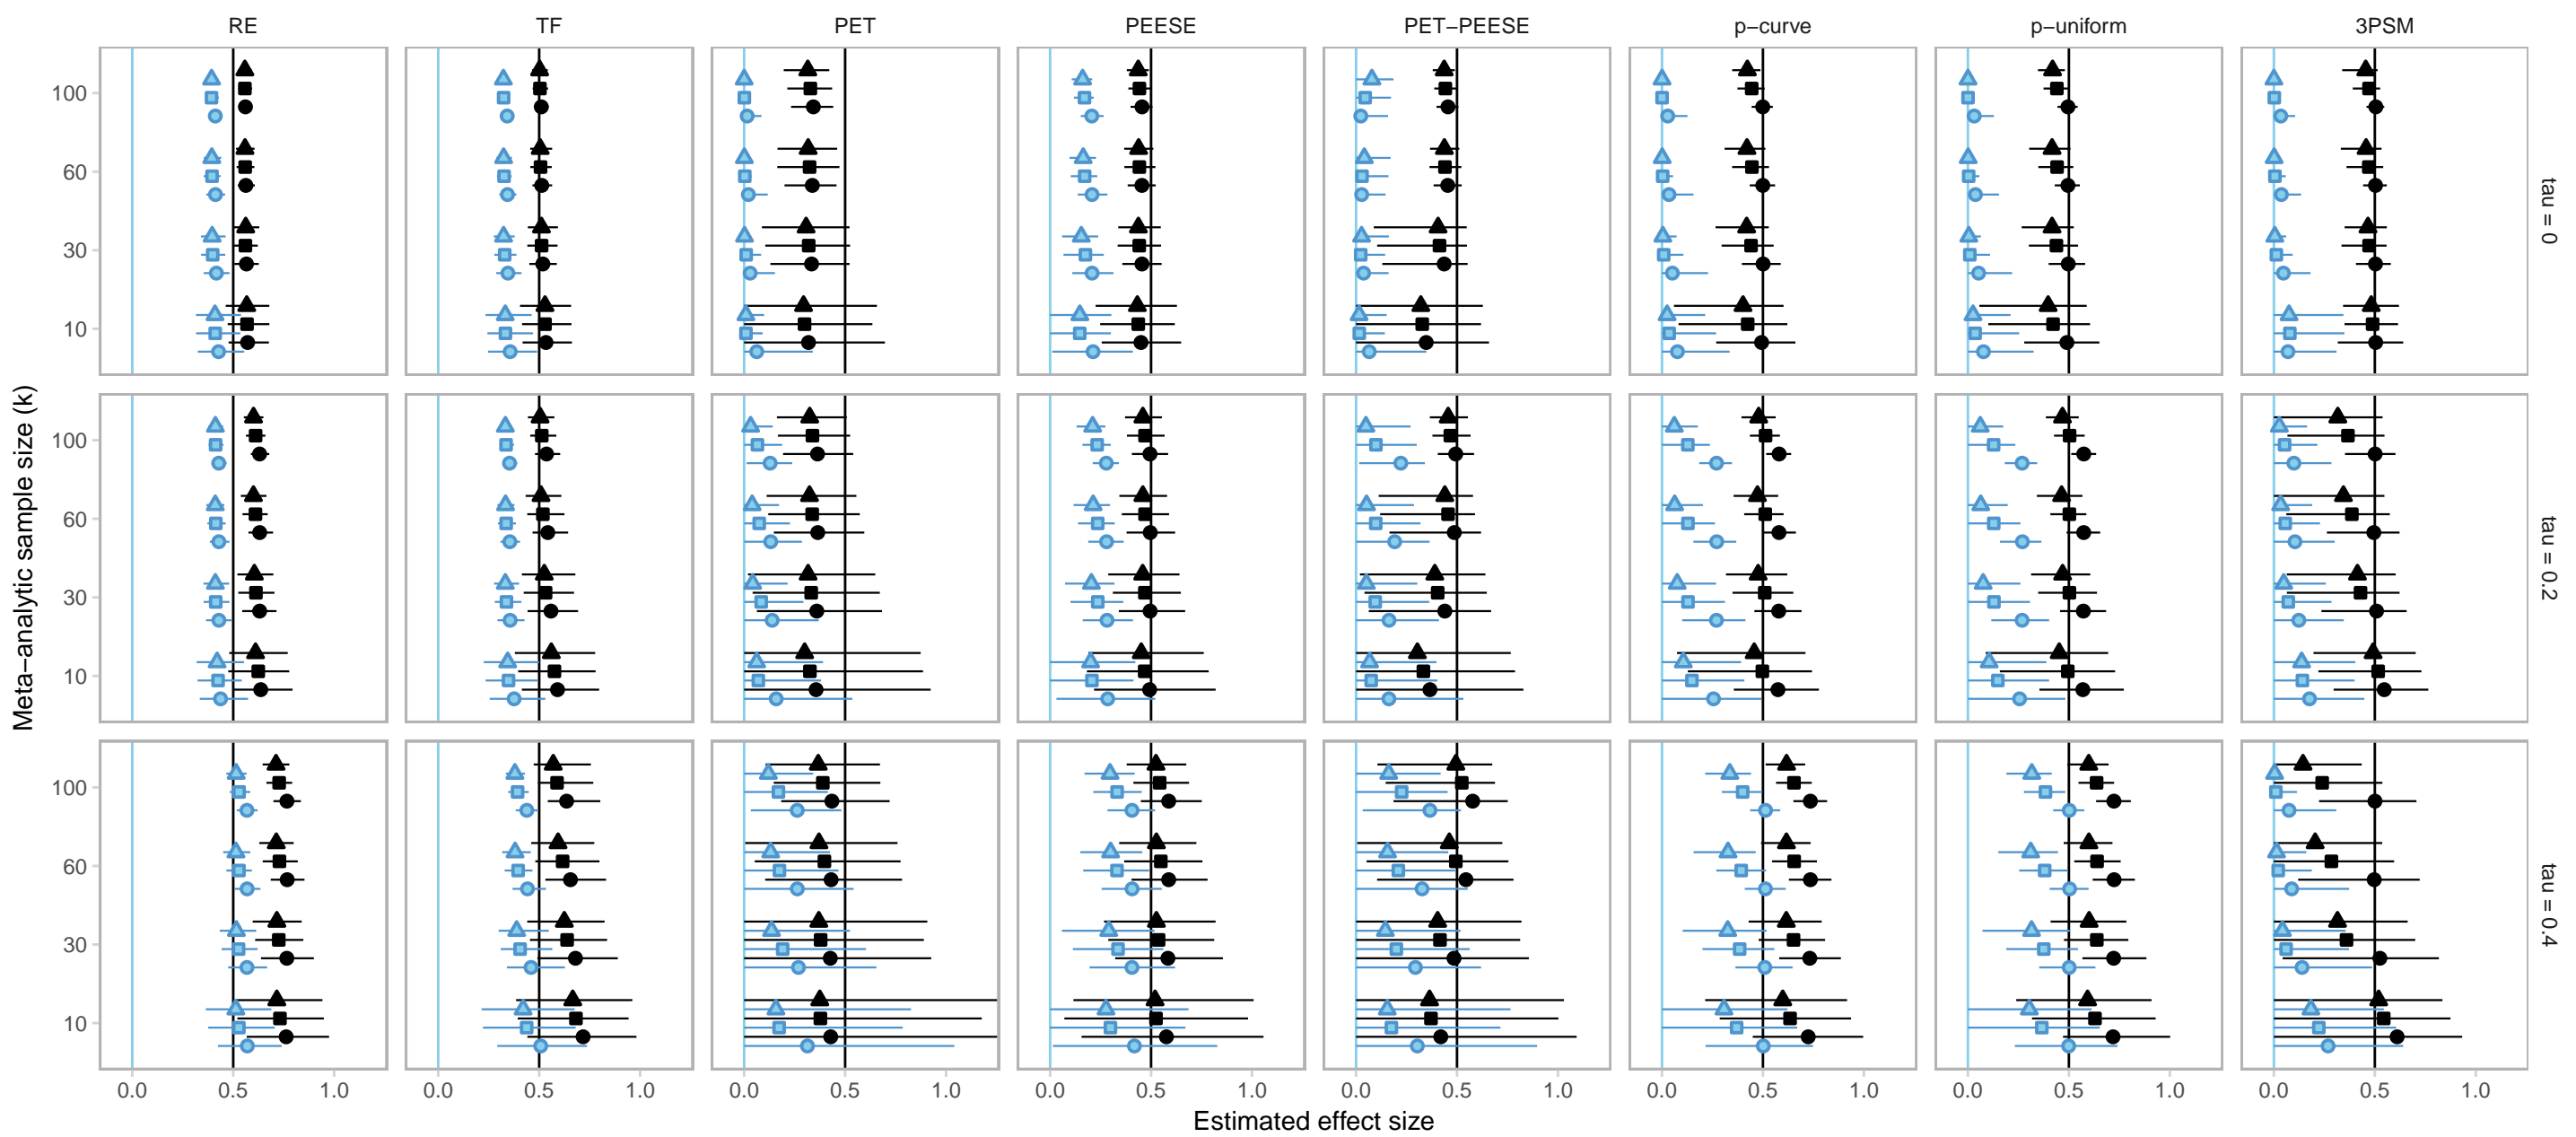 RE TF PET PEESE PET−PEESE p−curve p−uniform 3PSM
Meta−analytic sample size (k)
100
60
30
10
tau = 0
100
60
30
10
tau = 0.2
100
60
30
10
tau = 0.4
0.0 0.5 1.0 0.0 0.5 1.0 0.0 0.5 1.0 0.0 0.5 1.0 0.0 0.5 1.0 0.0 0.5 1.0 0.0 0.5 1.0 0.0 0.5 1.0
Estimated effect size